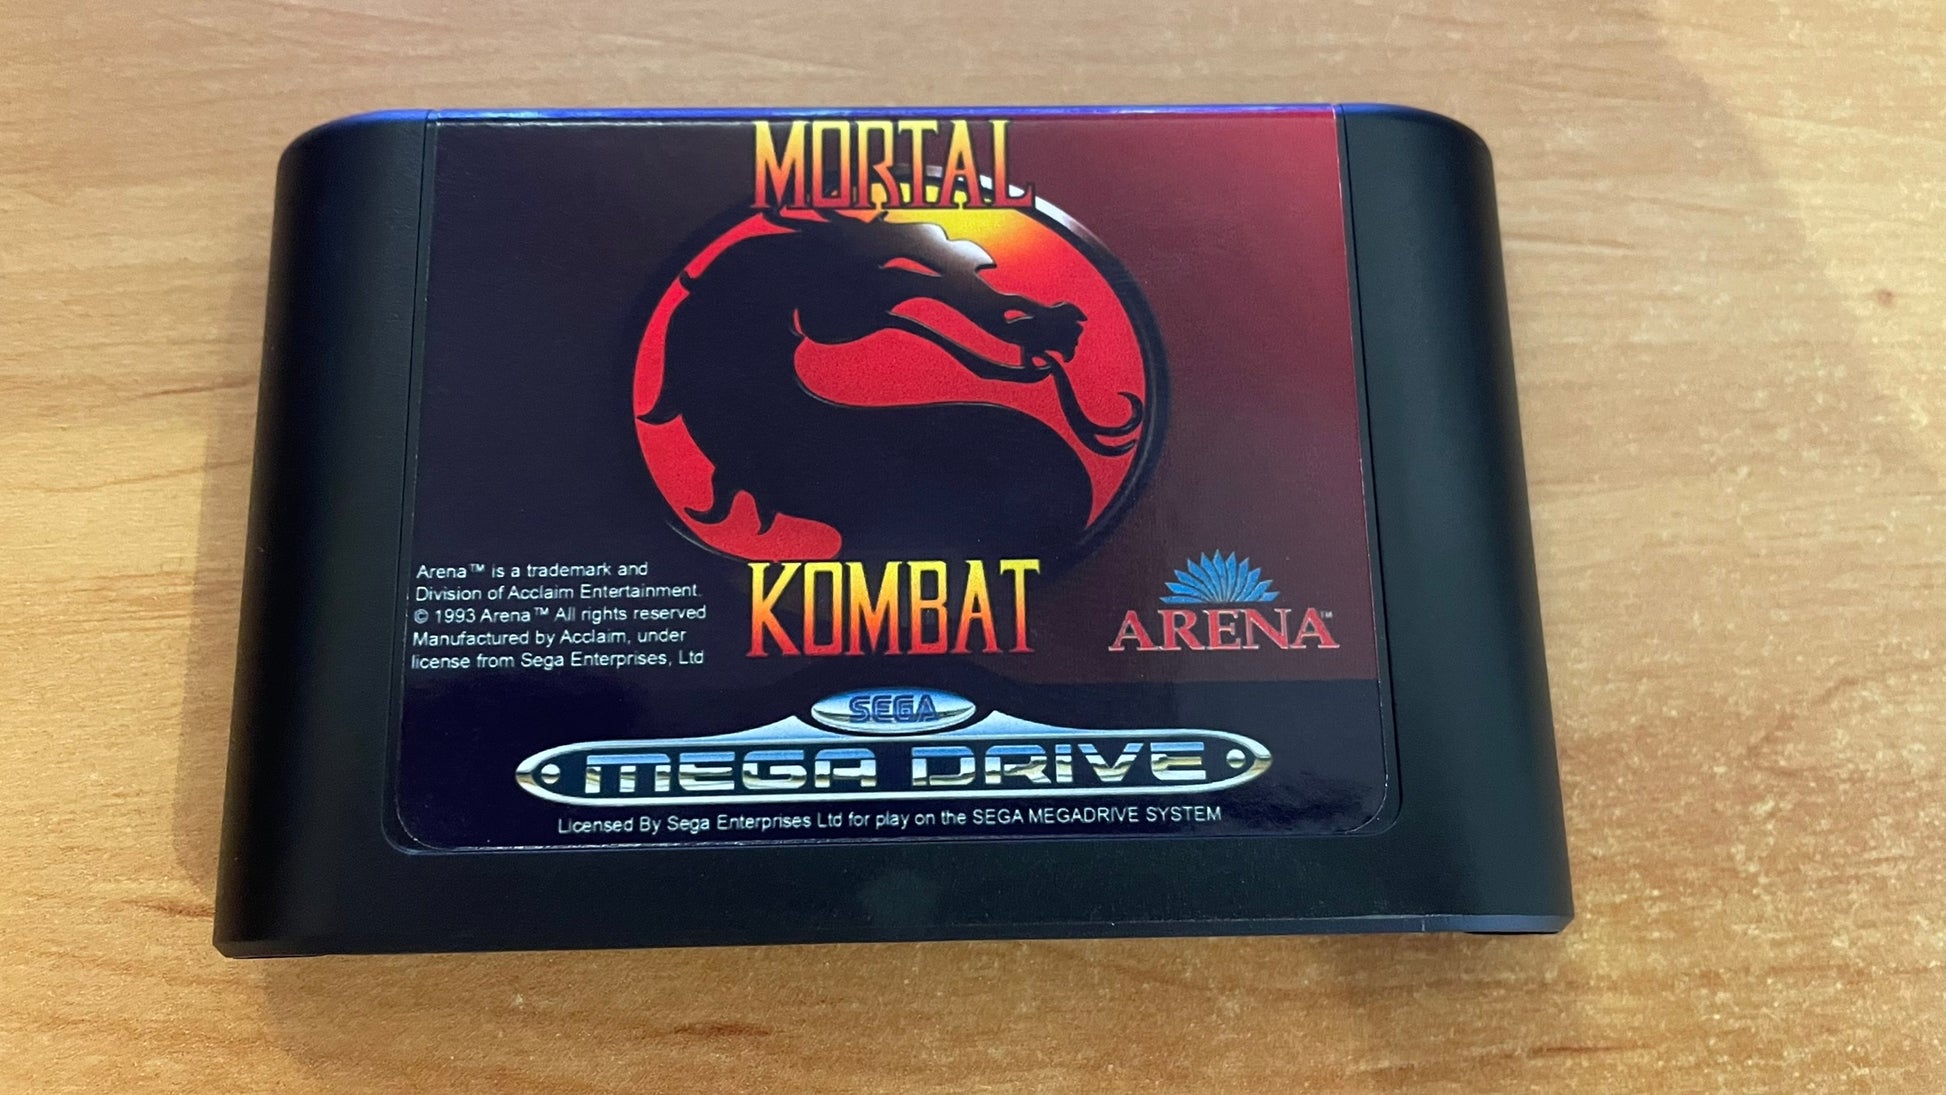 MORTAL
KOMBAT
Arena™ is a trademark and
Division of Acclaim Entertainment.
© 1993 Arena™ All rights reserved
Manufactured by Acclaim, under
license from Sega Enterprises, Ltd
ARENA™
SEGA
MEGA DRIVE
Licensed By Sega Enterprises Ltd for play on the SEGA MEGADRIVE SYSTEM